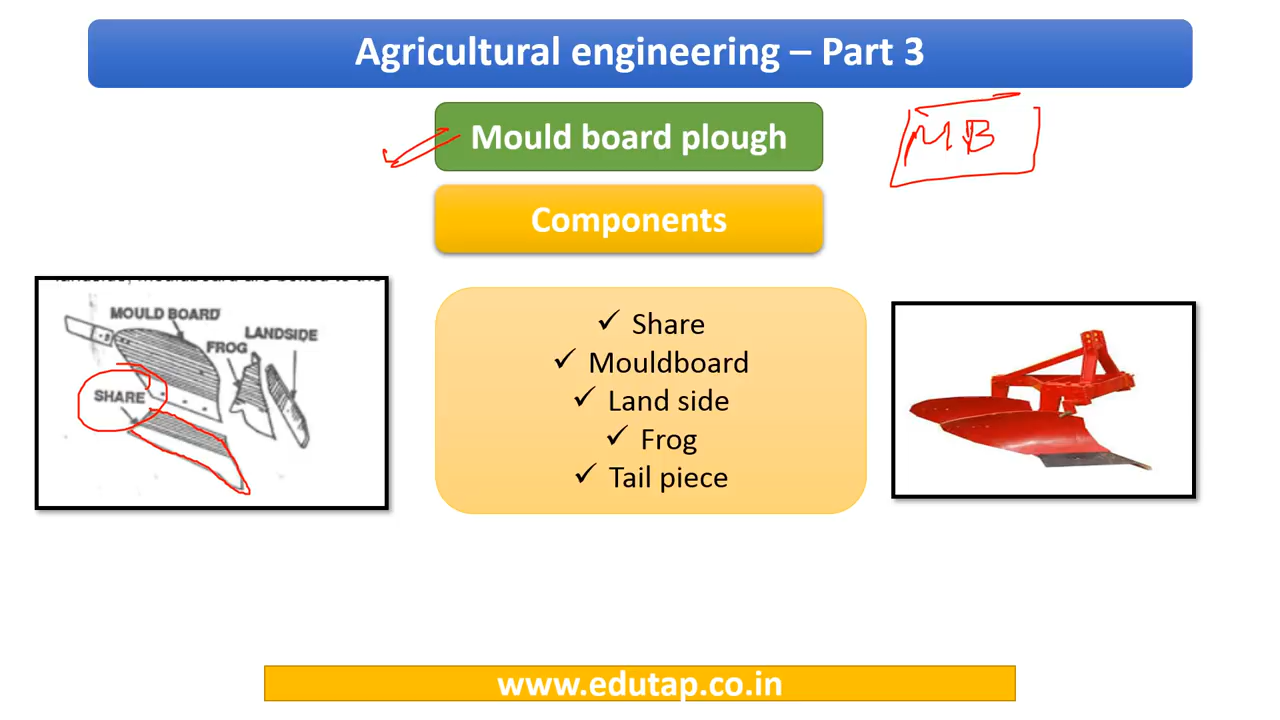 Agricultural engineering – Part 3
Mould board plough
MB
Components
MOULD BOARD
LANDSIDE
FROG
SHARE
✓ Share
✓ Mouldboard
✓ Land side
✓ Frog
✓ Tail piece
www.edutap.co.in